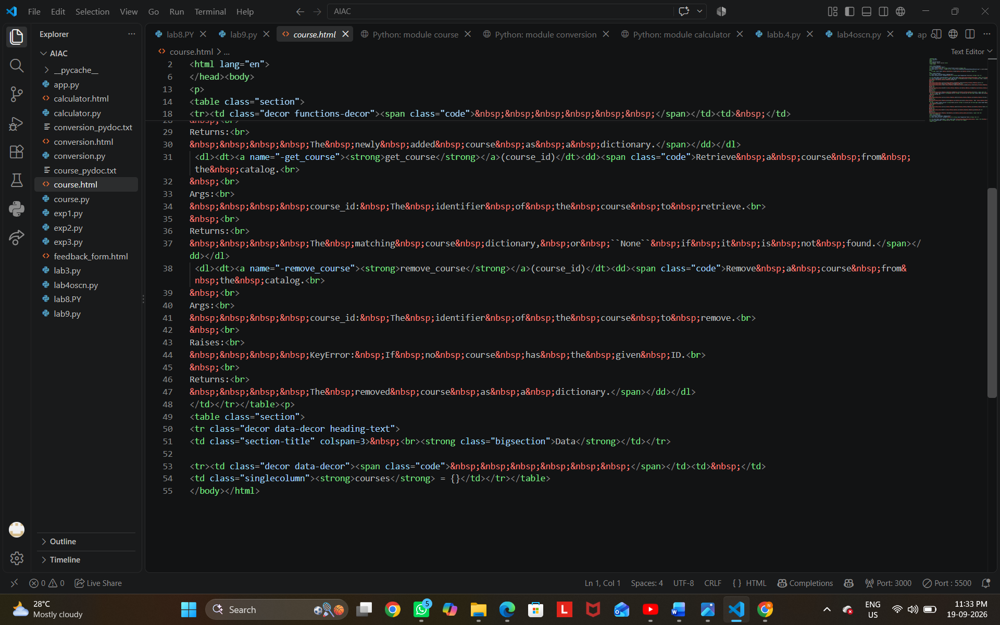 File Edit Selection View Go Run Terminal Help
AIAC
Explorer
AIAC
__pycache__
app.py
calculator.html
calculator.py
conversion_pydoc.txt
conversion.html
conversion.py
course_pydoc.txt
course.html
course.py
exp1.py
exp2.py
exp3.py
feedback_form.html
lab3.py
lab4oscn.py
lab8.PY
lab9.py
Outline
Timeline
lab8.PY lab9.py course.html Python: module course Python: module conversion Python: module calculator labb.4.py lab4oscn.py ap
course.html > ...
Text Editor
2 <html lang="en">
6 </head><body>
13 <p>
14 <table class="section">
18 <tr><td class="decor functions-decor"><span class="code">&nbsp;&nbsp;&nbsp;&nbsp;&nbsp;&nbsp;</span></td><td>&nbsp;</td>
28 &nbsp;<br>
29 Returns:<br>
30 &nbsp;&nbsp;&nbsp;&nbsp;The&nbsp;newly&nbsp;added&nbsp;course&nbsp;as&nbsp;a&nbsp;dictionary.</span></dd></dl>
31 <dl><dt><a name="-get_course"><strong>get_course</strong></a>(course_id)</dt><dd><span class="code">Retrieve&nbsp;a&nbsp;course&nbsp;from&nbsp;
the&nbsp;catalog.<br>
32 &nbsp;<br>
33 Args:<br>
34 &nbsp;&nbsp;&nbsp;&nbsp;course_id:&nbsp;The&nbsp;identifier&nbsp;of&nbsp;the&nbsp;course&nbsp;to&nbsp;retrieve.<br>
35 &nbsp;<br>
36 Returns:<br>
37 &nbsp;&nbsp;&nbsp;&nbsp;The&nbsp;matching&nbsp;course&nbsp;dictionary,&nbsp;or&nbsp;``None``&nbsp;if&nbsp;it&nbsp;is&nbsp;not&nbsp;found.</span></
dd></dl>
38 <dl><dt><a name="-remove_course"><strong>remove_course</strong></a>(course_id)</dt><dd><span class="code">Remove&nbsp;a&nbsp;course&nbsp;from&
nbsp;the&nbsp;catalog.<br>
39 &nbsp;<br>
40 Args:<br>
41 &nbsp;&nbsp;&nbsp;&nbsp;course_id:&nbsp;The&nbsp;identifier&nbsp;of&nbsp;the&nbsp;course&nbsp;to&nbsp;remove.<br>
42 &nbsp;<br>
43 Raises:<br>
44 &nbsp;&nbsp;&nbsp;&nbsp;KeyError:&nbsp;If&nbsp;no&nbsp;course&nbsp;has&nbsp;the&nbsp;given&nbsp;ID.<br>
45 &nbsp;<br>
46 Returns:<br>
47 &nbsp;&nbsp;&nbsp;&nbsp;The&nbsp;removed&nbsp;course&nbsp;as&nbsp;a&nbsp;dictionary.</span></dd></dl>
48 </td></tr></table><p>
49 <table class="section">
50 <tr class="decor data-decor heading-text">
51 <td class="section-title" colspan=3>&nbsp;<br><strong class="bigsection">Data</strong></td></tr>
52
53 <tr><td class="decor data-decor"><span class="code">&nbsp;&nbsp;&nbsp;&nbsp;&nbsp;&nbsp;</span></td><td>&nbsp;</td>
54 <td class="singlecolumn"><strong>courses</strong> = {}</td></tr></table>
55 </body></html>
0 0 Live Share Ln 1, Col 1 Spaces: 4 UTF-8 CRLF { } HTML Completions Port: 3000 Port : 5500
28°C
Mostly cloudy
Search
5
ENG
US
11:33 PM
19-09-2026